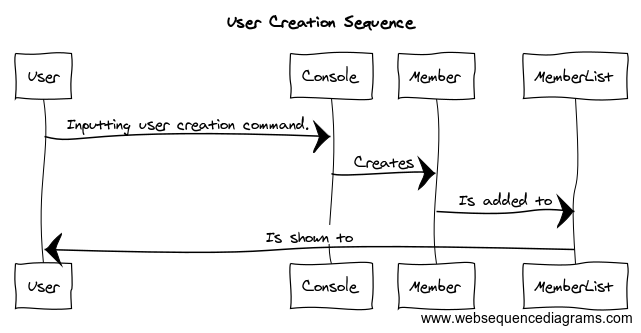 User Creation Sequence
User Console Member MemberList
Inputting user creation command.
Creates
Is added to
Is shown to
User Console Member MemberList
www.websequencediagrams.com